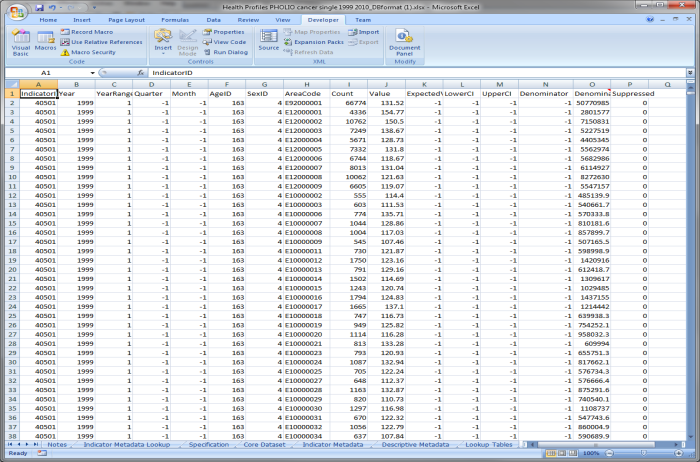 Health Profiles PHOLIO cancer single 1999 2010_DBformat (1).xlsx - Microsoft Excel
Home Insert Page Layout Formulas Data Review View Developer Team
Visual Basic Macros Record Macro Use Relative References Macro Security Code
Insert Design Mode Properties View Code Run Dialog Controls
Source Map Properties Expansion Packs Refresh Data Import Export XML
Document Panel Modify
A1 fx IndicatorID
A B C D E F G H I J K L M N O P Q
1 IndicatorI Year YearRange Quarter Month AgeID SexID AreaCode Count Value ExpectedV LowerCI UpperCI Denominator Denomina Suppressed
2 40501 1999 1 -1 -1 163 4 E92000001 66774 131.52 -1 -1 -1 -1 50770985 0
3 40501 1999 1 -1 -1 163 4 E12000001 4336 154.77 -1 -1 -1 -1 2801577 0
4 40501 1999 1 -1 -1 163 4 E12000002 10762 150.5 -1 -1 -1 -1 7150831 0
5 40501 1999 1 -1 -1 163 4 E12000003 7249 138.67 -1 -1 -1 -1 5227519 0
6 40501 1999 1 -1 -1 163 4 E12000004 5671 128.73 -1 -1 -1 -1 4405345 0
7 40501 1999 1 -1 -1 163 4 E12000005 7332 131.8 -1 -1 -1 -1 5562974 0
8 40501 1999 1 -1 -1 163 4 E12000006 6744 118.67 -1 -1 -1 -1 5682986 0
9 40501 1999 1 -1 -1 163 4 E12000007 8013 131.04 -1 -1 -1 -1 6114927 0
10 40501 1999 1 -1 -1 163 4 E12000008 10062 121.63 -1 -1 -1 -1 8272630 0
11 40501 1999 1 -1 -1 163 4 E12000009 6605 119.07 -1 -1 -1 -1 5547157 0
12 40501 1999 1 -1 -1 163 4 E10000002 555 114.4 -1 -1 -1 -1 485139.9 0
13 40501 1999 1 -1 -1 163 4 E10000003 603 111.53 -1 -1 -1 -1 540661.7 0
14 40501 1999 1 -1 -1 163 4 E10000006 774 135.71 -1 -1 -1 -1 570333.8 0
15 40501 1999 1 -1 -1 163 4 E10000007 1044 128.86 -1 -1 -1 -1 810181.6 0
16 40501 1999 1 -1 -1 163 4 E10000008 1004 117.03 -1 -1 -1 -1 857899.7 0
17 40501 1999 1 -1 -1 163 4 E10000009 545 107.46 -1 -1 -1 -1 507165.5 0
18 40501 1999 1 -1 -1 163 4 E10000011 730 121.87 -1 -1 -1 -1 598998.9 0
19 40501 1999 1 -1 -1 163 4 E10000012 1750 123.16 -1 -1 -1 -1 1420916 0
20 40501 1999 1 -1 -1 163 4 E10000013 791 129.16 -1 -1 -1 -1 612418.7 0
21 40501 1999 1 -1 -1 163 4 E10000014 1502 114.69 -1 -1 -1 -1 1309617 0
22 40501 1999 1 -1 -1 163 4 E10000015 1243 120.74 -1 -1 -1 -1 1029485 0
23 40501 1999 1 -1 -1 163 4 E10000016 1794 124.83 -1 -1 -1 -1 1437155 0
24 40501 1999 1 -1 -1 163 4 E10000017 1665 137.1 -1 -1 -1 -1 1214442 0
25 40501 1999 1 -1 -1 163 4 E10000018 747 116.73 -1 -1 -1 -1 639938.3 0
26 40501 1999 1 -1 -1 163 4 E10000019 949 125.82 -1 -1 -1 -1 754252.1 0
27 40501 1999 1 -1 -1 163 4 E10000020 1114 116.28 -1 -1 -1 -1 958032.3 0
28 40501 1999 1 -1 -1 163 4 E10000021 813 133.28 -1 -1 -1 -1 609994 0
29 40501 1999 1 -1 -1 163 4 E10000023 793 120.93 -1 -1 -1 -1 655751.3 0
30 40501 1999 1 -1 -1 163 4 E10000024 1087 132.94 -1 -1 -1 -1 817662.1 0
31 40501 1999 1 -1 -1 163 4 E10000025 705 122.24 -1 -1 -1 -1 576734.3 0
32 40501 1999 1 -1 -1 163 4 E10000027 648 112.37 -1 -1 -1 -1 576666.4 0
33 40501 1999 1 -1 -1 163 4 E10000028 1163 132.87 -1 -1 -1 -1 875291.6 0
34 40501 1999 1 -1 -1 163 4 E10000029 820 110.73 -1 -1 -1 -1 740540.1 0
35 40501 1999 1 -1 -1 163 4 E10000030 1297 116.98 -1 -1 -1 -1 1108737 0
36 40501 1999 1 -1 -1 163 4 E10000031 670 122.32 -1 -1 -1 -1 547743.6 0
37 40501 1999 1 -1 -1 163 4 E10000032 1056 122.79 -1 -1 -1 -1 860004.9 0
38 40501 1999 1 -1 -1 163 4 E10000034 637 107.84 -1 -1 -1 -1 590689.9 0
Notes Indicator Metadata Lookup Specification Core Dataset Indicator Metadata Descriptive Metadata Lookup Tables
Ready 100%